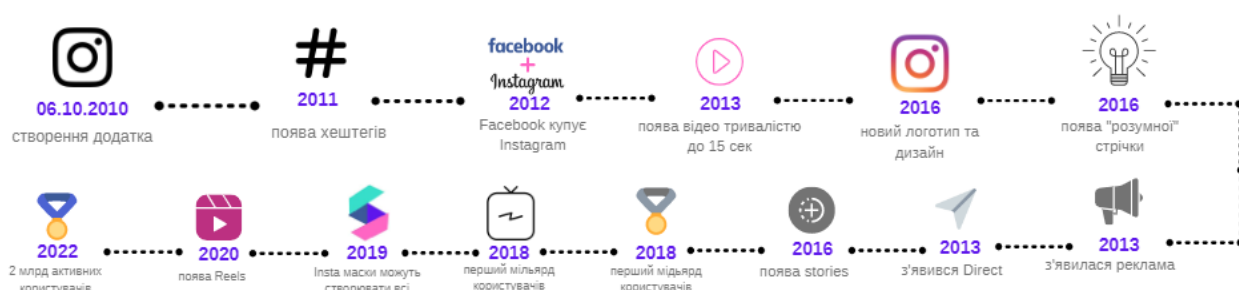 facebook
+
Instagram
06.10.2010
2011
2012
2013
2016
2016
створення додатка
поява хештегів
Facebook купує
Instagram
поява відео тривалістю
до 15 сек
новий логотип та
дизайн
поява "розумної"
стрічки
2022
2020
2019
2018
2018
2016
2013
2013
2 млрд активних
користувачів
поява Reels
Insta маски можуть
створювати всі
перший мільярд
користувачів
перший мідьярд
користувачів
поява stories
з'явився Direct
з'явилася реклама